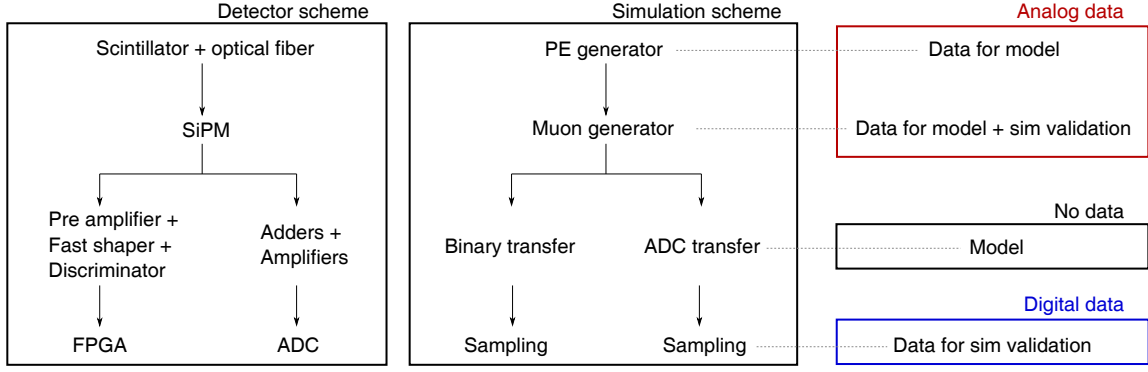 Detector scheme
Scintillator + optical fiber
SiPM
Pre amplifier +
Fast shaper +
Discriminator
Adders +
Amplifiers
FPGA
ADC
Simulation scheme
PE generator
Muon generator
Binary transfer
ADC transfer
Sampling
Sampling
Analog data
Data for model
Data for model + sim validation
No data
Model
Digital data
Data for sim validation